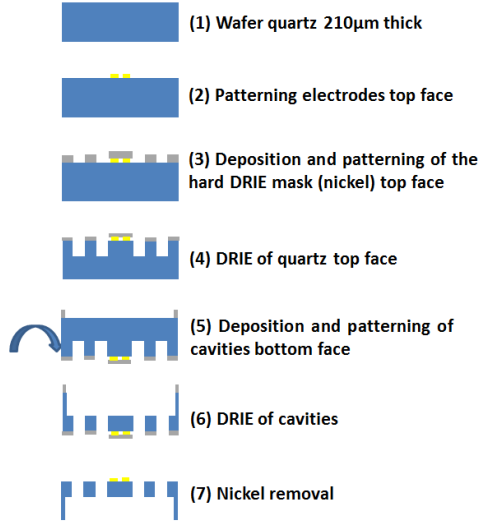 (1) Wafer quartz 210µm thick
(2) Patterning electrodes top face
(3) Deposition and patterning of the
hard DRIE mask (nickel) top face
(4) DRIE of quartz top face
(5) Deposition and patterning of
cavities bottom face
(6) DRIE of cavities
(7) Nickel removal